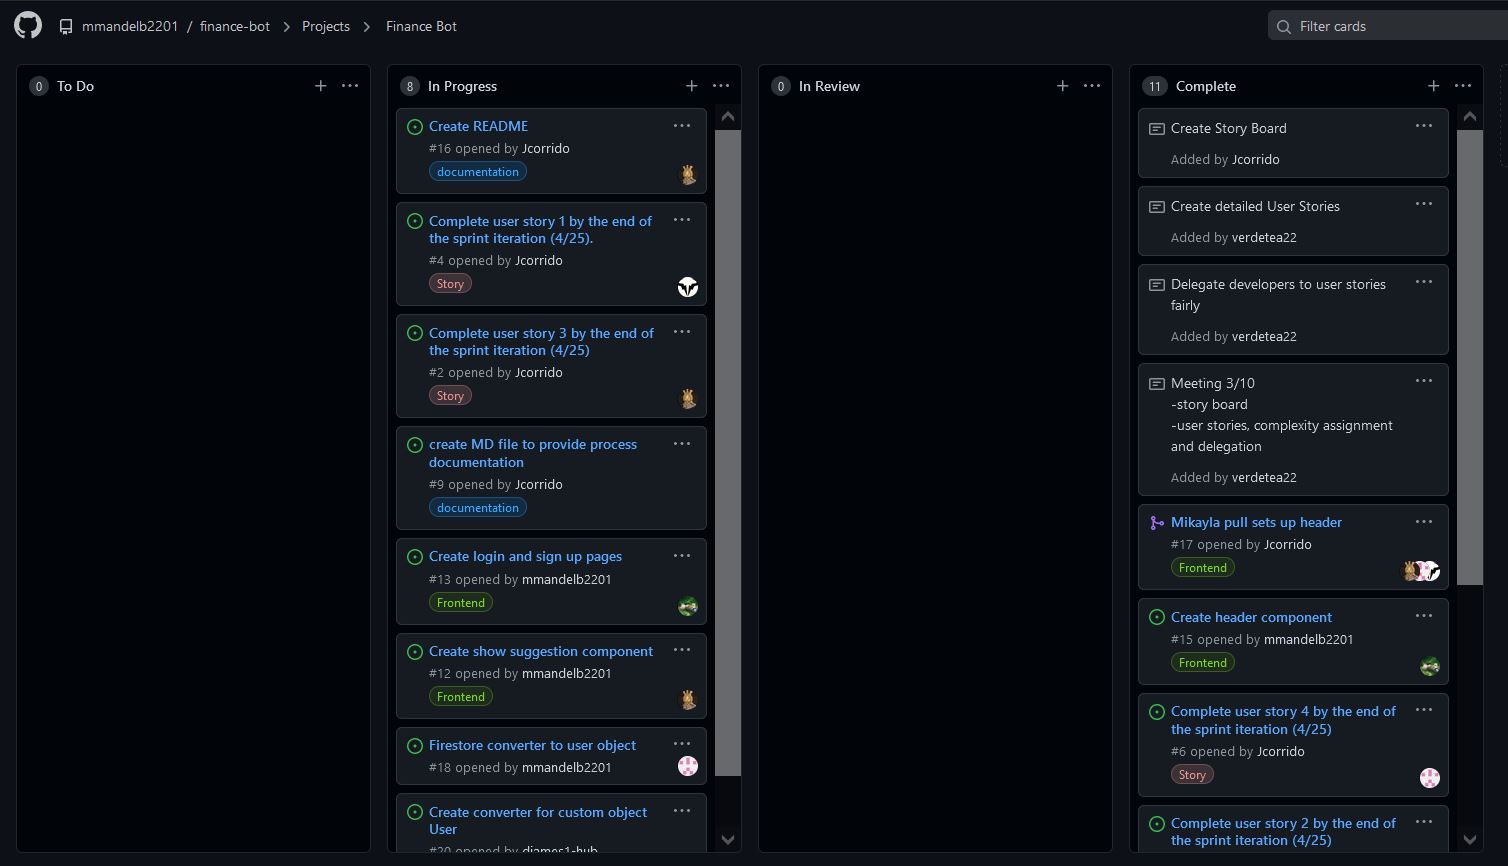 mmandelb2201 / finance-bot > Projects > Finance Bot
Filter cards
0 To Do
8 In Progress
Create README
#16 opened by Jcorrido
documentation
Complete user story 1 by the end of
the sprint iteration (4/25).
#4 opened by Jcorrido
Story
Complete user story 3 by the end of
the sprint iteration (4/25)
#2 opened by Jcorrido
Story
create MD file to provide process
documentation
#9 opened by Jcorrido
documentation
Create login and sign up pages
#13 opened by mmandelb2201
Frontend
Create show suggestion component
#12 opened by mmandelb2201
Frontend
Firestore converter to user object
#18 opened by mmandelb2201
Create converter for custom object
User
#20 opened by djames1-hub
0 In Review
11 Complete
Create Story Board
Added by Jcorrido
Create detailed User Stories
Added by verdetea22
Delegate developers to user stories
fairly
Added by verdetea22
Meeting 3/10
-story board
-user stories, complexity assignment
and delegation
Added by verdetea22
Mikayla pull sets up header
#17 opened by Jcorrido
Frontend
Create header component
#15 opened by mmandelb2201
Frontend
Complete user story 4 by the end of
the sprint iteration (4/25)
#6 opened by Jcorrido
Story
Complete user story 2 by the end of
the sprint iteration (4/25)